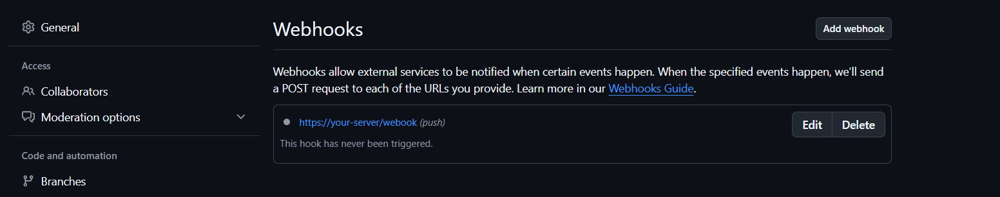 General
Access
Collaborators
Moderation options
Code and automation
Branches
Webhooks
Add webhook
Webhooks allow external services to be notified when certain events happen. When the specified events happen, we'll send
a POST request to each of the URLs you provide. Learn more in our Webhooks Guide.
https://your-server/webook (push)
Edit
Delete
This hook has never been triggered.